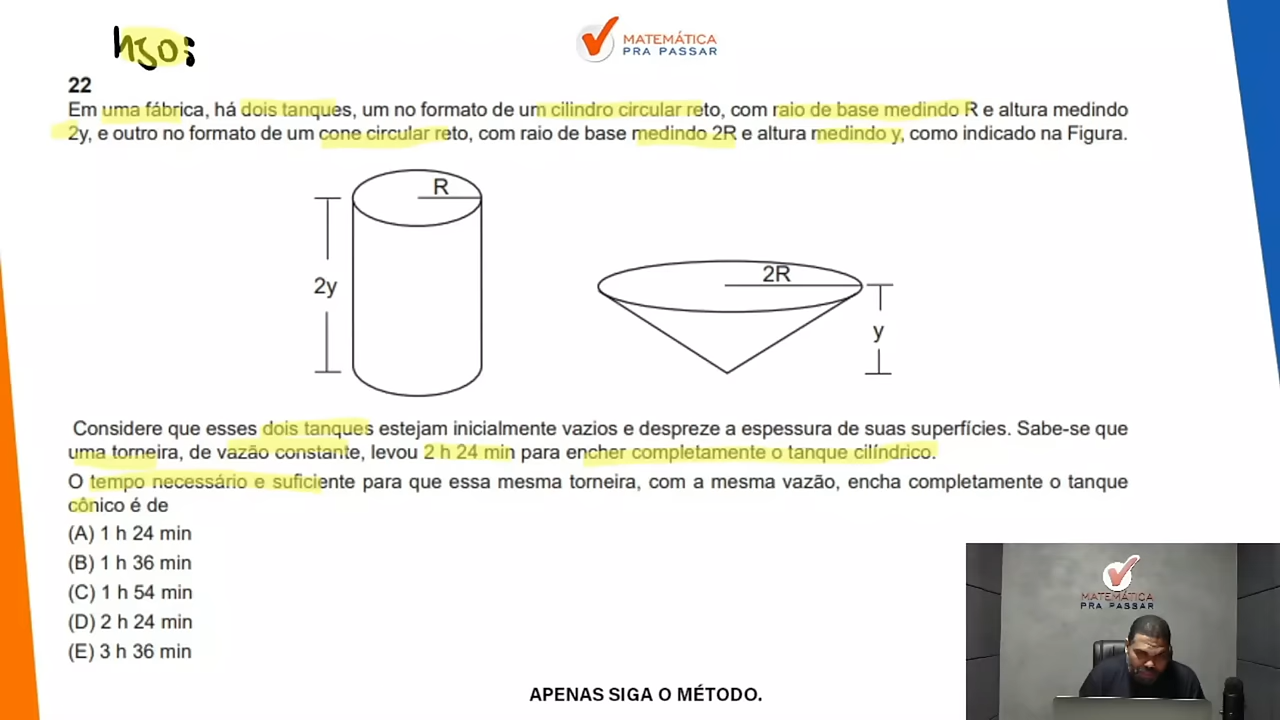 MATEMÁTICA
PRA PASSAR
22
Em uma fábrica, há dois tanques, um no formato de um cilindro circular reto, com raio de base medindo R e altura medindo
2y, e outro no formato de um cone circular reto, com raio de base medindo 2R e altura medindo y, como indicado na Figura.
R
2y
2R
y
Considere que esses dois tanques estejam inicialmente vazios e despreze a espessura de suas superfícies. Sabe-se que
uma torneira, de vazão constante, levou 2 h 24 min para encher completamente o tanque cilíndrico.
O tempo necessário e suficiente para que essa mesma torneira, com a mesma vazão, encha completamente o tanque
cônico é de
(A) 1 h 24 min
(B) 1 h 36 min
(C) 1 h 54 min
(D) 2 h 24 min
(E) 3 h 36 min
MATEMÁTICA
PRA PASSAR
APENAS SIGA O MÉTODO.